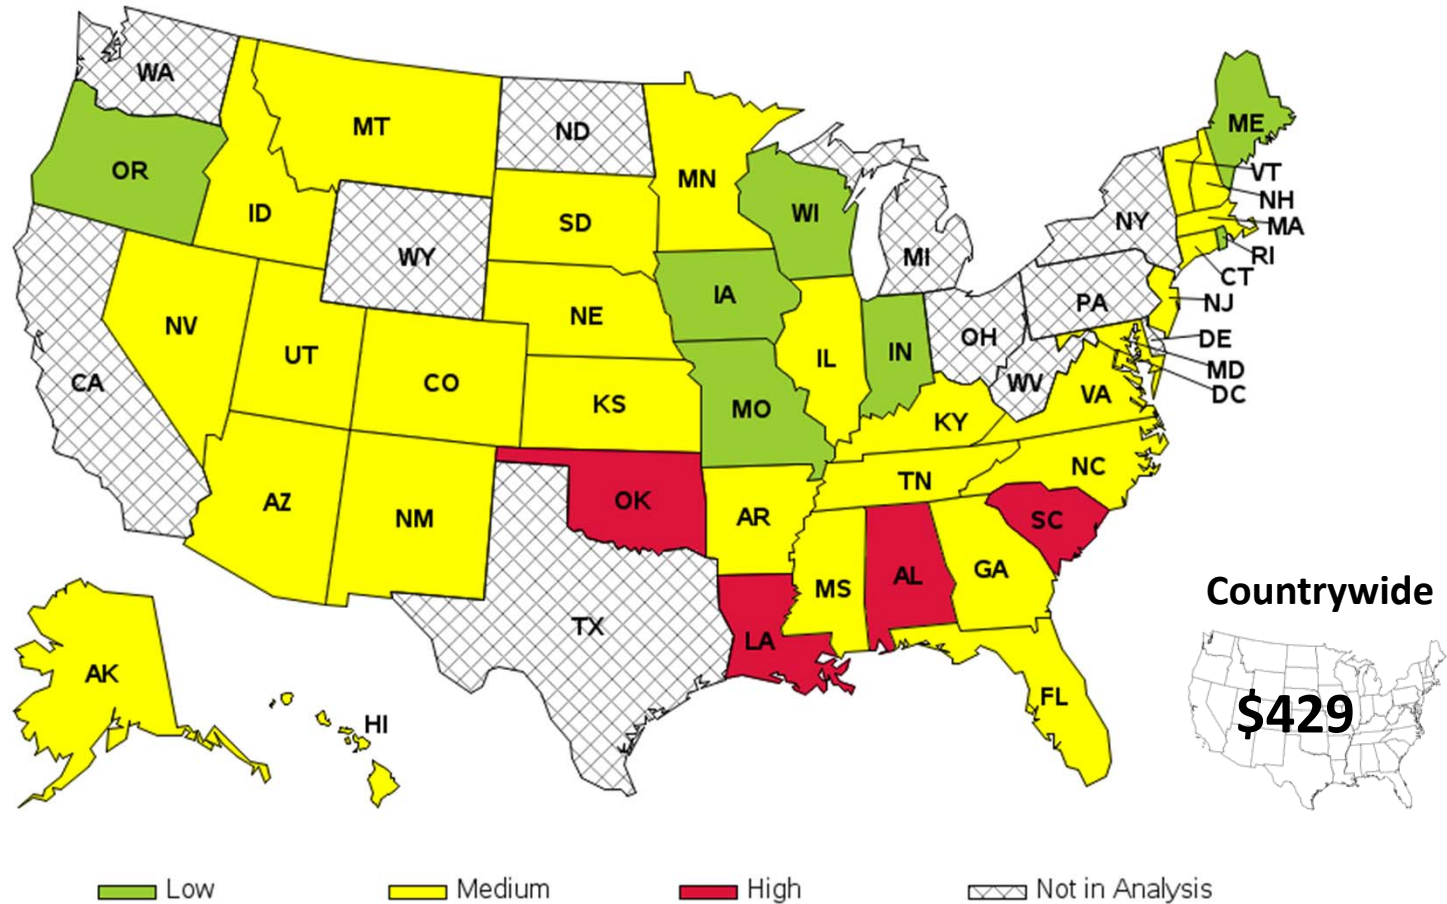 WA
ME
MT
ND
OR
MN
VT
NH
ID
SD
WI
NY
MA
WY
MI
RI
CT
IA
NE
PA
NJ
NV
OH
DE
UT
IL
IN
MD
CO
CA
WV
DC
KS
MO
VA
KY
NC
TN
AZ
OK
NM
AR
SC
GA
AL
MS
Countrywide
TX
LA
AK
FL
$429
HI
Low
Medium
High
Not in Analysis